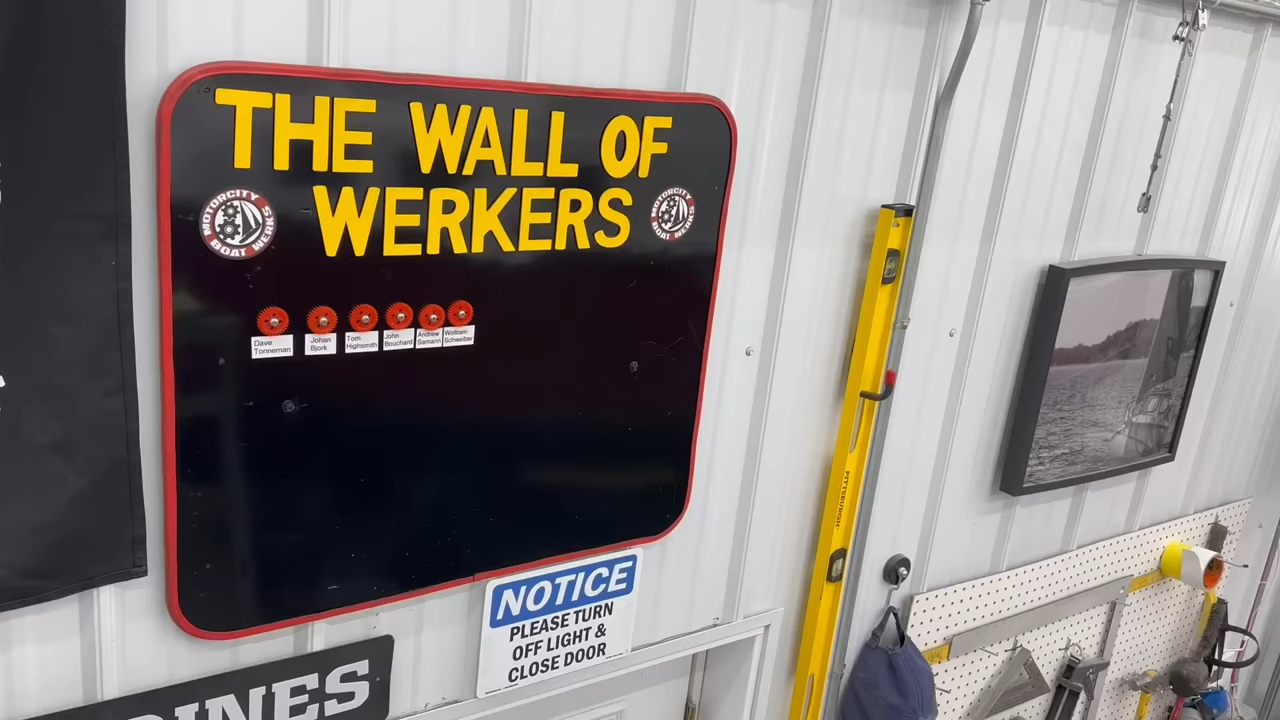 THE WALL OF
WERKERS
MOTORCITY
BOAT WERKS
MOTORCITY
BOAT WERKS
Dave
Tonneman
Johan
Bjork
Tom
Highsmith
John
Bouchard
Andrew
Samann
Wolfram
Schweiber
NOTICE
PLEASE TURN
OFF LIGHT &
CLOSE DOOR
INES
PITTSBURGH